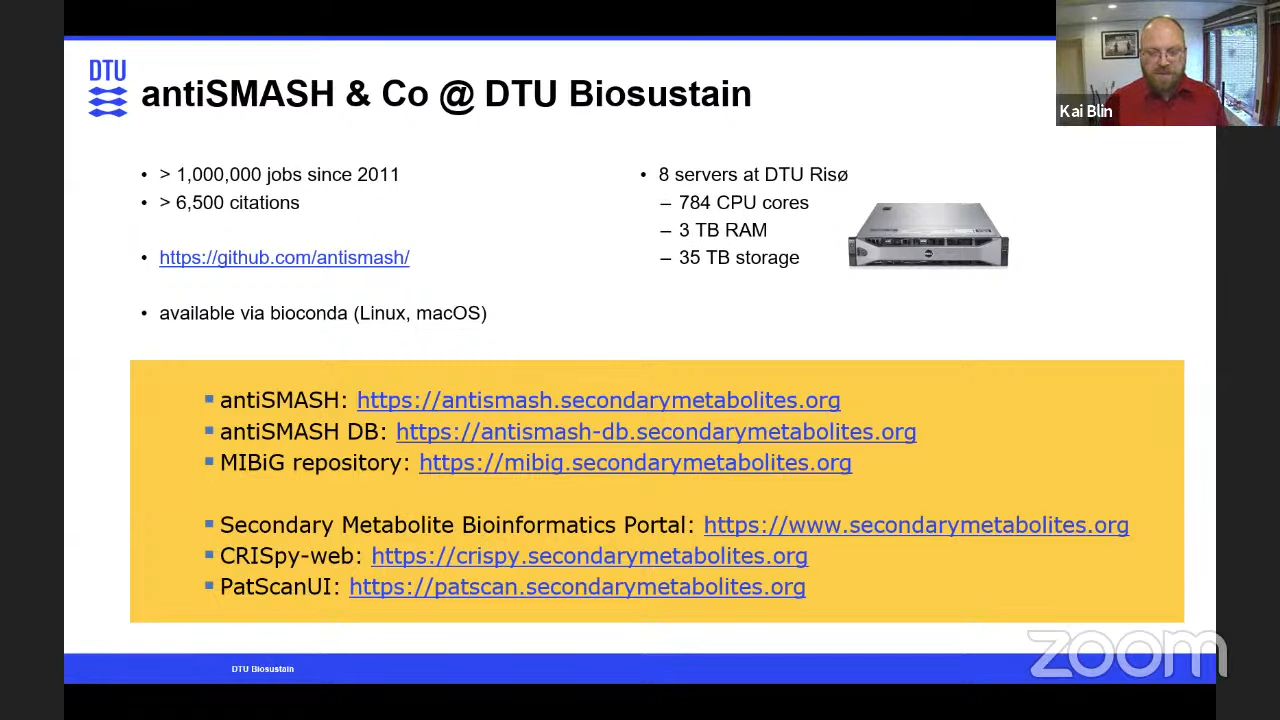 DTU
antiSMASH & Co @ DTU Biosustain
Kai Blin
• > 1,000,000 jobs since 2011
• > 6,500 citations
• https://github.com/antismash/
• available via bioconda (Linux, macOS)
• 8 servers at DTU Risø
– 784 CPU cores
– 3 TB RAM
– 35 TB storage
▪ antiSMASH: https://antismash.secondarymetabolites.org
▪ antiSMASH DB: https://antismash-db.secondarymetabolites.org
▪ MIBiG repository: https://mibig.secondarymetabolites.org
▪ Secondary Metabolite Bioinformatics Portal: https://www.secondarymetabolites.org
▪ CRISpy-web: https://crispy.secondarymetabolites.org
▪ PatScanUI: https://patscan.secondarymetabolites.org
DTU Biosustain
zoom